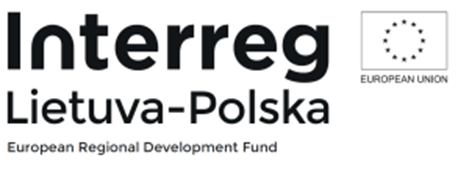 Interreg
EUROPEAN UNION
Lietuva-Polska
European Regional Development Fund